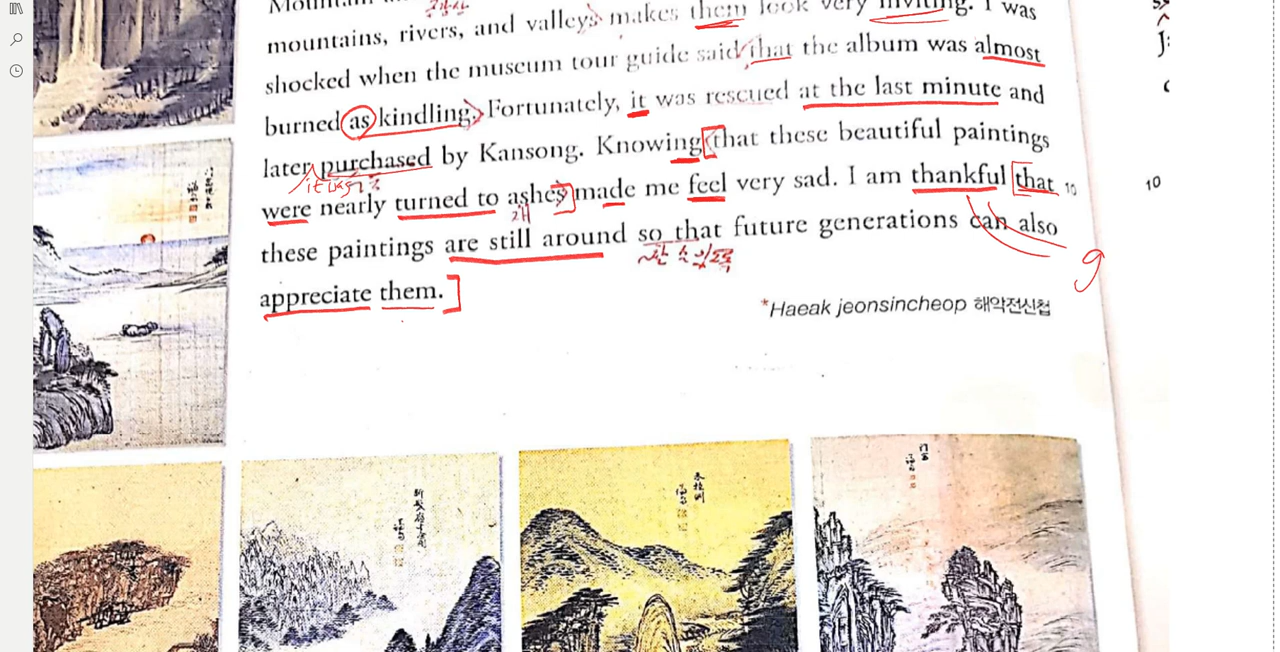 mountains, rivers, and valleys makes them look very inviting. I was
shocked when the museum tour guide said that the album was almost
burned as kindling. Fortunately, it was rescued at the last minute and
later purchased by Kansong. Knowing that these beautiful paintings
were nearly turned to ashes made me feel very sad. I am thankful that 10
재
these paintings are still around so that future generations can also
appreciate them.
*Haeak jeonsincheop 해악전신첩
10